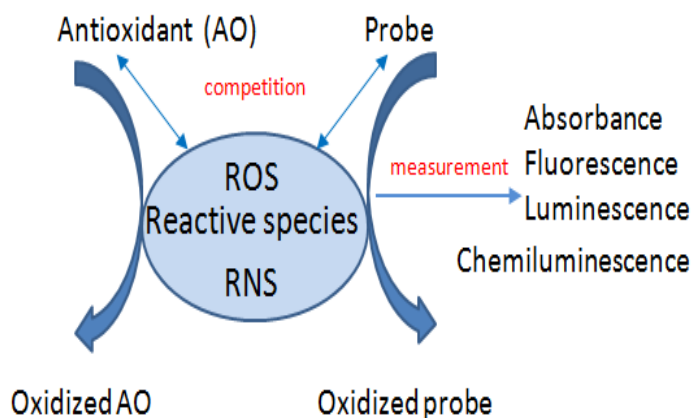 Antioxidant (AO)
Probe
competition
Absorbance
measurement
Fluorescence
ROS
Reactive species
Luminescence
RNS
Chemiluminescence
Oxidized AO
Oxidized probe